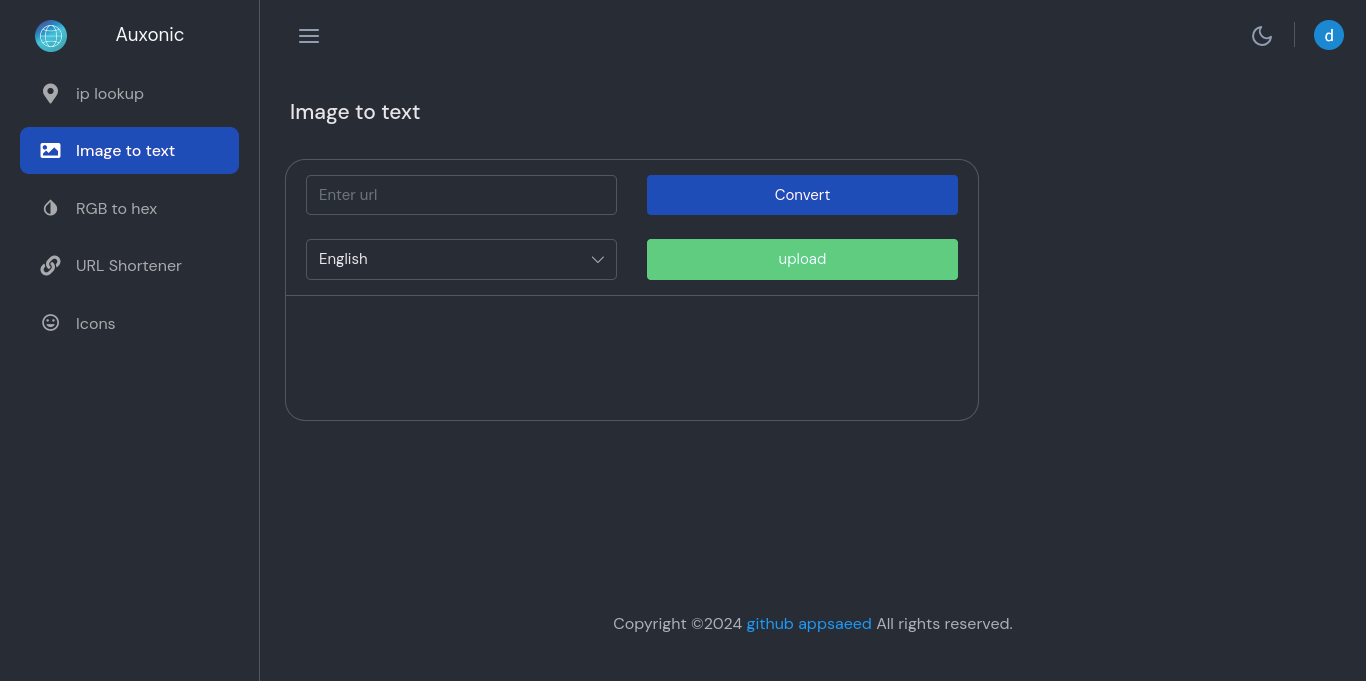 Auxonic
ip lookup
Image to text
RGB to hex
URL Shortener
Icons
d
Image to text
Enter url
Convert
English
upload
Copyright ©2024 github appsaeed All rights reserved.